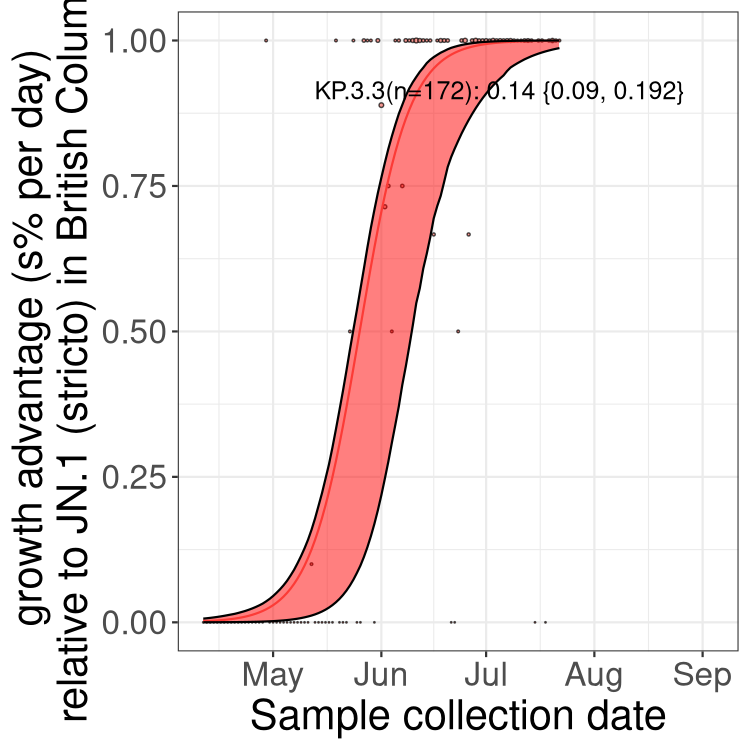 growth advantage (s% per day)
relative to JN.1 (stricto) in British Colum
1.00
0.75
0.50
0.25
0.00
KP.3.3(n=172): 0.14 {0.09, 0.192}
May Jun Jul Aug Sep
Sample collection date